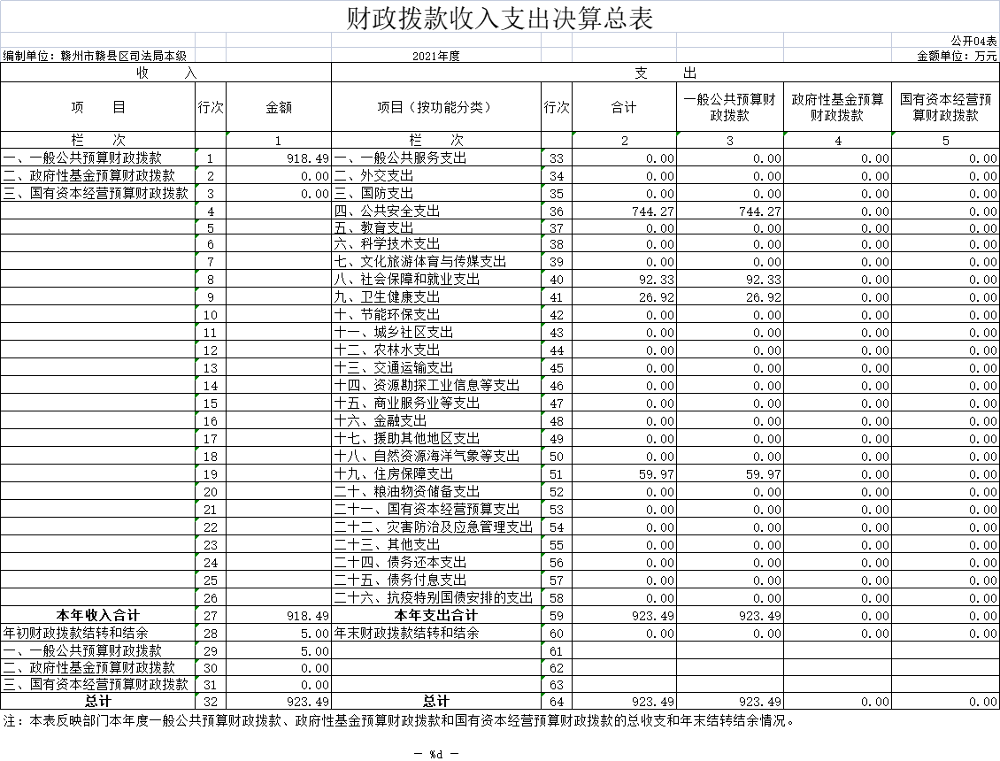 财政拨款收入支出决算总表
公开04表
编制单位：赣州市赣县区司法局本级 2021年度 金额单位：万元
收 入 支 出
项 目 行次 金额 项目（按功能分类） 行次 合计 一般公共预算财政拨款 政府性基金预算财政拨款 国有资本经营预算财政拨款
栏 次 1 栏 次 2 3 4 5
一、一般公共预算财政拨款 1 918.49 一、一般公共服务支出 33 0.00 0.00 0.00 0.00
二、政府性基金预算财政拨款 2 0.00 二、外交支出 34 0.00 0.00 0.00 0.00
三、国有资本经营预算财政拨款 3 0.00 三、国防支出 35 0.00 0.00 0.00 0.00
4 四、公共安全支出 36 744.27 744.27 0.00 0.00
5 五、教育支出 37 0.00 0.00 0.00 0.00
6 六、科学技术支出 38 0.00 0.00 0.00 0.00
7 七、文化旅游体育与传媒支出 39 0.00 0.00 0.00 0.00
8 八、社会保障和就业支出 40 92.33 92.33 0.00 0.00
9 九、卫生健康支出 41 26.92 26.92 0.00 0.00
10 十、节能环保支出 42 0.00 0.00 0.00 0.00
11 十一、城乡社区支出 43 0.00 0.00 0.00 0.00
12 十二、农林水支出 44 0.00 0.00 0.00 0.00
13 十三、交通运输支出 45 0.00 0.00 0.00 0.00
14 十四、资源勘探工业信息等支出 46 0.00 0.00 0.00 0.00
15 十五、商业服务业等支出 47 0.00 0.00 0.00 0.00
16 十六、金融支出 48 0.00 0.00 0.00 0.00
17 十七、援助其他地区支出 49 0.00 0.00 0.00 0.00
18 十八、自然资源海洋气象等支出 50 0.00 0.00 0.00 0.00
19 十九、住房保障支出 51 59.97 59.97 0.00 0.00
20 二十、粮油物资储备支出 52 0.00 0.00 0.00 0.00
21 二十一、国有资本经营预算支出 53 0.00 0.00 0.00 0.00
22 二十二、灾害防治及应急管理支出 54 0.00 0.00 0.00 0.00
23 二十三、其他支出 55 0.00 0.00 0.00 0.00
24 二十四、债务还本支出 56 0.00 0.00 0.00 0.00
25 二十五、债务付息支出 57 0.00 0.00 0.00 0.00
26 二十六、抗疫特别国债安排的支出 58 0.00 0.00 0.00 0.00
本年收入合计 27 918.49 本年支出合计 59 923.49 923.49 0.00 0.00
年初财政拨款结转和结余 28 5.00 年末财政拨款结转和结余 60 0.00 0.00 0.00 0.00
一、一般公共预算财政拨款 29 5.00 61
二、政府性基金预算财政拨款 30 0.00 62
三、国有资本经营预算财政拨款 31 0.00 63
总计 32 923.49 总计 64 923.49 923.49 0.00 0.00
注：本表反映部门本年度一般公共预算财政拨款、政府性基金预算财政拨款和国有资本经营预算财政拨款的总收支和年末结转结余情况。
— %d —